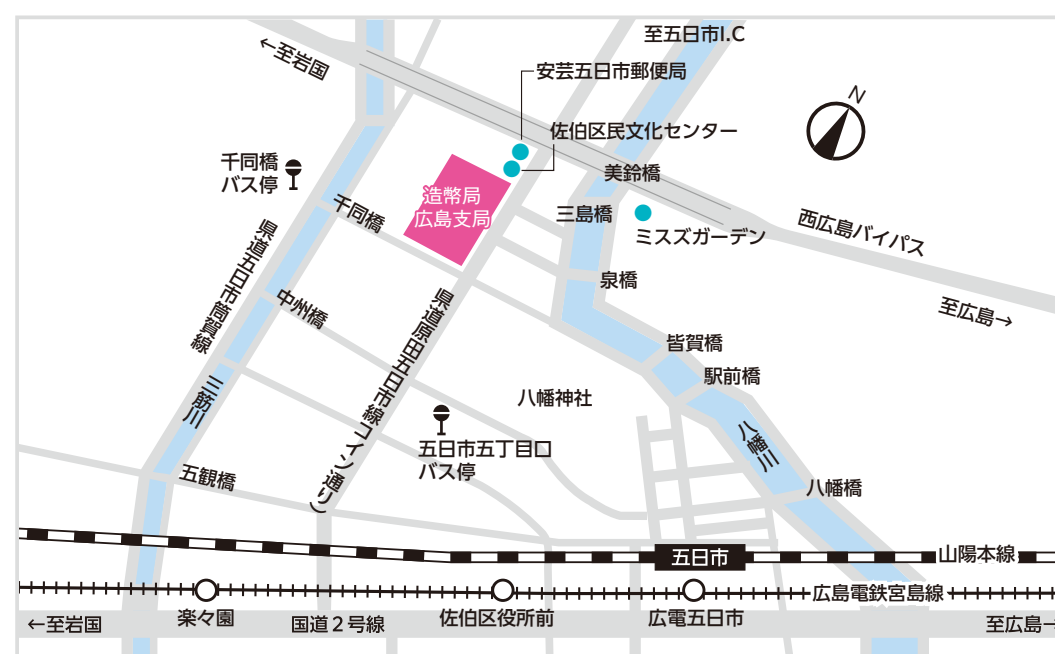 至五日市I.C
←至岩国
安芸五日市郵便局
N
佐伯区民文化センター
千同橋
バス停
美鈴橋
造幣局
広島支局
千同橋
三島橋
ミスズガーデン
西広島バイパス
県道五日市筒賀線
泉橋
中州橋
県道原田五日市線(コイン通り)
至広島→
皆賀橋
駅前橋
三筋川
八幡神社
五日市五丁目口
バス停
八幡川
五観橋
八幡橋
五日市
山陽本線
広島電鉄宮島線
楽々園
佐伯区役所前
広電五日市
←至岩国
国道２号線
至広島→